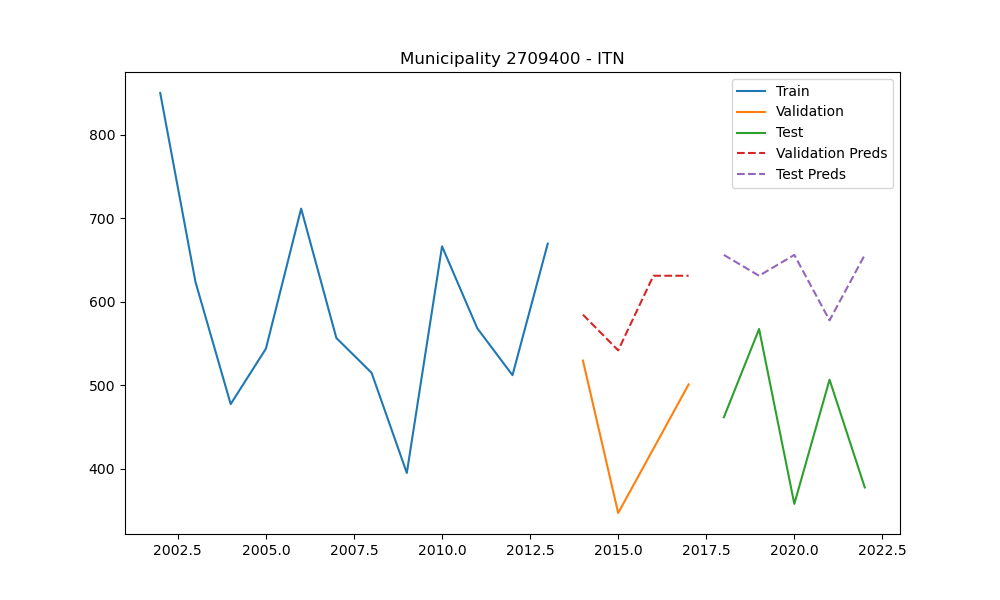 Municipality 2709400 - ITN
Train
Validation
Test
Validation Preds
Test Preds
800
700
600
500
400
2002.5 2005.0 2007.5 2010.0 2012.5 2015.0 2017.5 2020.0 2022.5